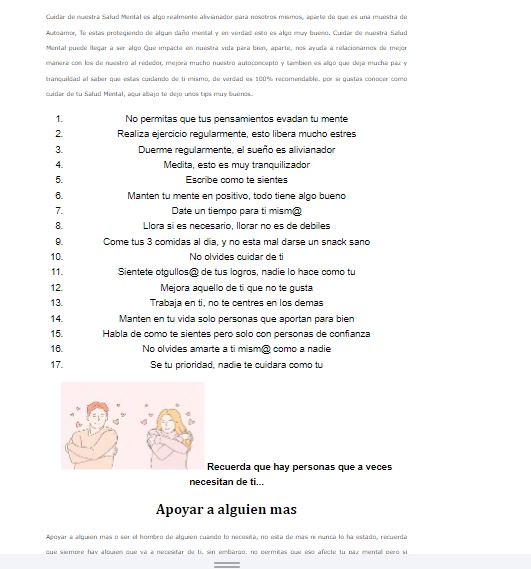 Cuidar de nuestra Salud Mental es algo realmente alivianador para nosotros mismos, aparte de que es una muestra de
Autoamor, Te estas protegiendo de algun daño mental y en verdad esto es algo muy bueno. Cuidar de nuestra Salud
Mental puede llegar a ser algo Que impacte en nuestra vida para bien, aparte, nos ayuda a relacionarnos de mejor
manera con los de nuestro al rededor, mejora mucho nuestro autoconcepto y tambien es algo que deja mucha paz y
tranquilidad al saber que estas cuidando de ti mismo, de verdad es 100% recomendable. por si gustas conocer como
cuidar de tu Salud Mental, aqui abajo te dejo unos tips muy buenos.
1. No permitas que tus pensamientos evadan tu mente
2. Realiza ejercicio regularmente, esto libera mucho estres
3. Duerme regularmente, el sueño es alivianador
4. Medita, esto es muy tranquilizador
5. Escribe como te sientes
6. Manten tu mente en positivo, todo tiene algo bueno
7. Date un tiempo para ti mism@
8. Llora si es necesario, llorar no es de debiles
9. Come tus 3 comidas al dia, y no esta mal darse un snack sano
10. No olvides cuidar de ti
11. Sientete otgullos@ de tus logros, nadie lo hace como tu
12. Mejora aquello de ti que no te gusta
13. Trabaja en ti, no te centres en los demas
14. Manten en tu vida solo personas que aportan para bien
15. Habla de como te sientes pero solo con personas de confianza
16. No olvides amarte a ti mism@ como a nadie
17. Se tu prioridad, nadie te cuidara como tu
Recuerda que hay personas que a veces
necesitan de ti...
Apoyar a alguien mas
Apoyar a alguien mas o ser el hombro de alguien cuando lo necesita, no esta de mas ni nunca lo ha estado, recuerda
que siempre hay alguien que va a necesitar de ti, sin embargo, no permitas que eso afecte tu paz mental pero si